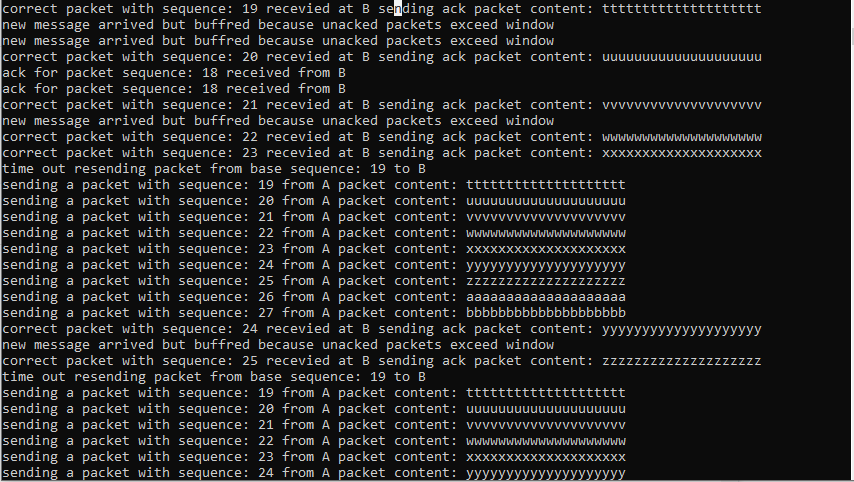 correct packet with sequence: 19 recevied at B sending ack packet content: tttttttttttttttttttt
new message arrived but buffred because unacked packets exceed window
new message arrived but buffred because unacked packets exceed window
correct packet with sequence: 20 recevied at B sending ack packet content: uuuuuuuuuuuuuuuuuuuu
ack for packet sequence: 18 received from B
ack for packet sequence: 18 received from B
correct packet with sequence: 21 recevied at B sending ack packet content: vvvvvvvvvvvvvvvvvvvv
new message arrived but buffred because unacked packets exceed window
correct packet with sequence: 22 recevied at B sending ack packet content: wwwwwwwwwwwwwwwwwwww
correct packet with sequence: 23 recevied at B sending ack packet content: xxxxxxxxxxxxxxxxxxxx
time out resending packet from base sequence: 19 to B
sending a packet with sequence: 19 from A packet content: tttttttttttttttttttt
sending a packet with sequence: 20 from A packet content: uuuuuuuuuuuuuuuuuuuu
sending a packet with sequence: 21 from A packet content: vvvvvvvvvvvvvvvvvvvv
sending a packet with sequence: 22 from A packet content: wwwwwwwwwwwwwwwwwwww
sending a packet with sequence: 23 from A packet content: xxxxxxxxxxxxxxxxxxxx
sending a packet with sequence: 24 from A packet content: yyyyyyyyyyyyyyyyyyyy
sending a packet with sequence: 25 from A packet content: zzzzzzzzzzzzzzzzzzzz
sending a packet with sequence: 26 from A packet content: aaaaaaaaaaaaaaaaaaaa
sending a packet with sequence: 27 from A packet content: bbbbbbbbbbbbbbbbbbbb
correct packet with sequence: 24 recevied at B sending ack packet content: yyyyyyyyyyyyyyyyyyyy
new message arrived but buffred because unacked packets exceed window
correct packet with sequence: 25 recevied at B sending ack packet content: zzzzzzzzzzzzzzzzzzzz
time out resending packet from base sequence: 19 to B
sending a packet with sequence: 19 from A packet content: tttttttttttttttttttt
sending a packet with sequence: 20 from A packet content: uuuuuuuuuuuuuuuuuuuu
sending a packet with sequence: 21 from A packet content: vvvvvvvvvvvvvvvvvvvv
sending a packet with sequence: 22 from A packet content: wwwwwwwwwwwwwwwwwwww
sending a packet with sequence: 23 from A packet content: xxxxxxxxxxxxxxxxxxxx
sending a packet with sequence: 24 from A packet content: yyyyyyyyyyyyyyyyyyyy